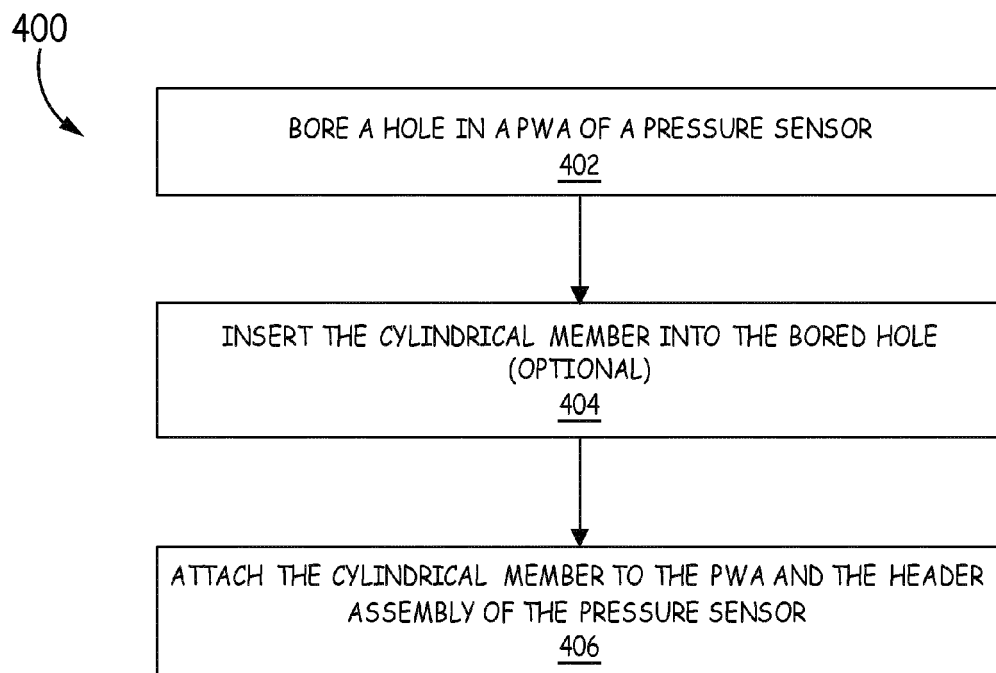 400
BORE A HOLE IN A PWA OF A PRESSURE SENSOR
402
INSERT THE CYLINDRICAL MEMBER INTO THE BORED HOLE
(OPTIONAL)
404
ATTACH THE CYLINDRICAL MEMBER TO THE PWA AND THE HEADER
ASSEMBLY OF THE PRESSURE SENSOR
406